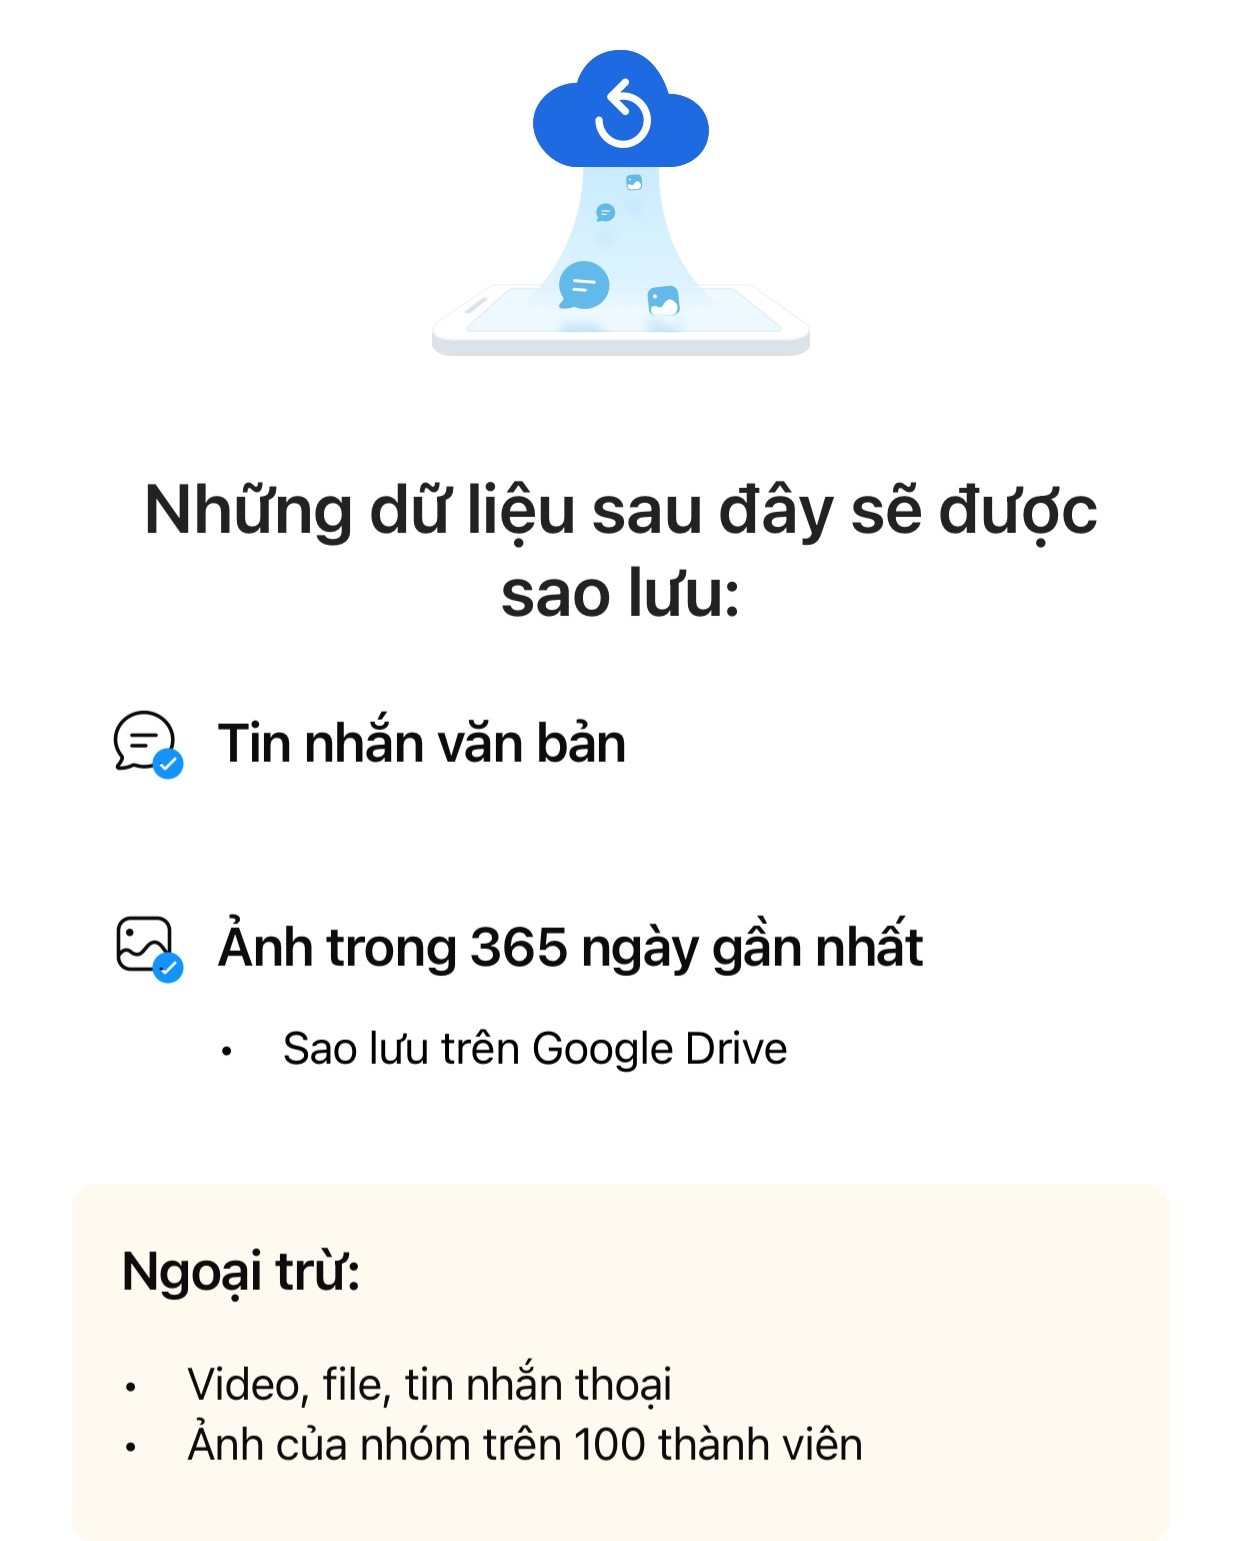 Những dữ liệu sau đây sẽ được
sao lưu:
Tin nhắn văn bản
Ảnh trong 365 ngày gần nhất
• Sao lưu trên Google Drive
Ngoại trừ:
• Video, file, tin nhắn thoại
• Ảnh của nhóm trên 100 thành viên